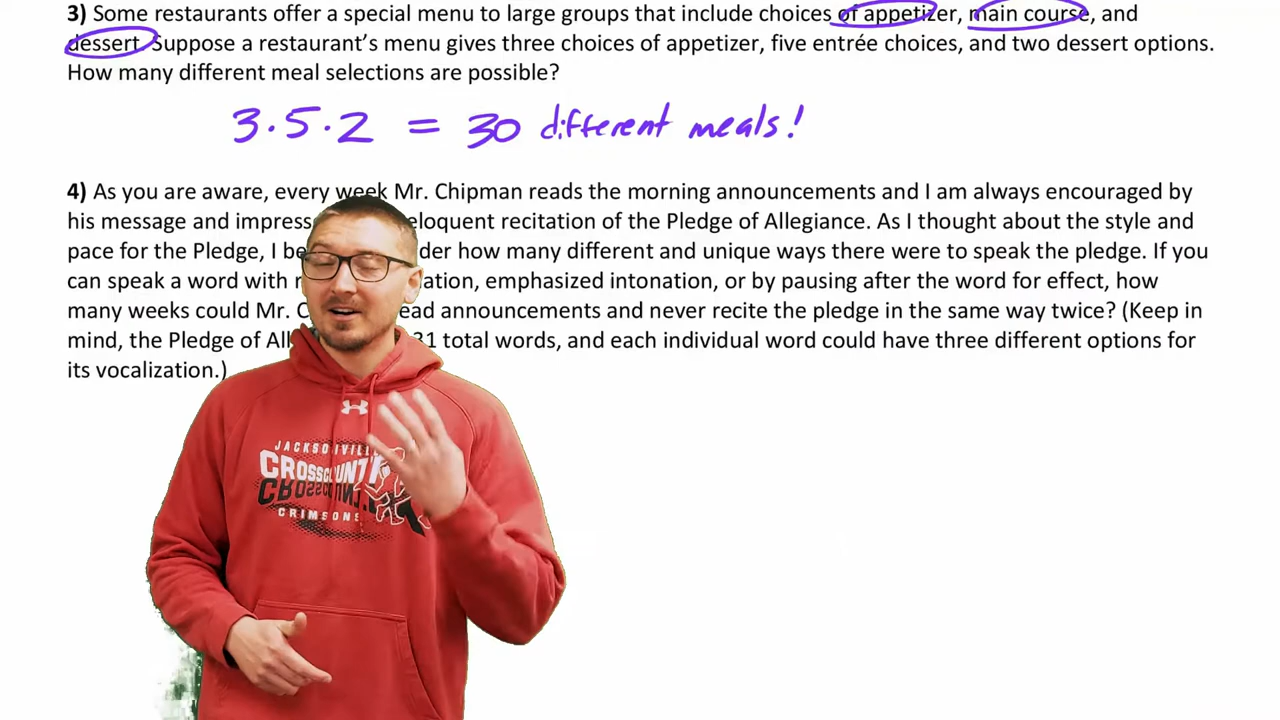 3) Some restaurants offer a special menu to large groups that include choices of appetizer, main course, and
dessert. Suppose a restaurant's menu gives three choices of appetizer, five entrée choices, and two dessert options.
How many different meal selections are possible?
3·5·2 = 30 different meals!
4) As you are aware, every week Mr. Chipman reads the morning announcements and I am always encouraged by
his message and eloquent recitation of the Pledge of Allegiance. As I thought about the style and
pace for the Pledge, I how many different and unique ways there were to speak the pledge. If you
can speak a word with emphasized intonation, or by pausing after the word for effect, how
many weeks could Mr. announcements and never recite the pledge in the same way twice? (Keep in
mind, the Pledge of 31 total words, and each individual word could have three different options for
its vocalization.)
JACKSONVILLE
CROSS COUNTRY
CRIMSONS